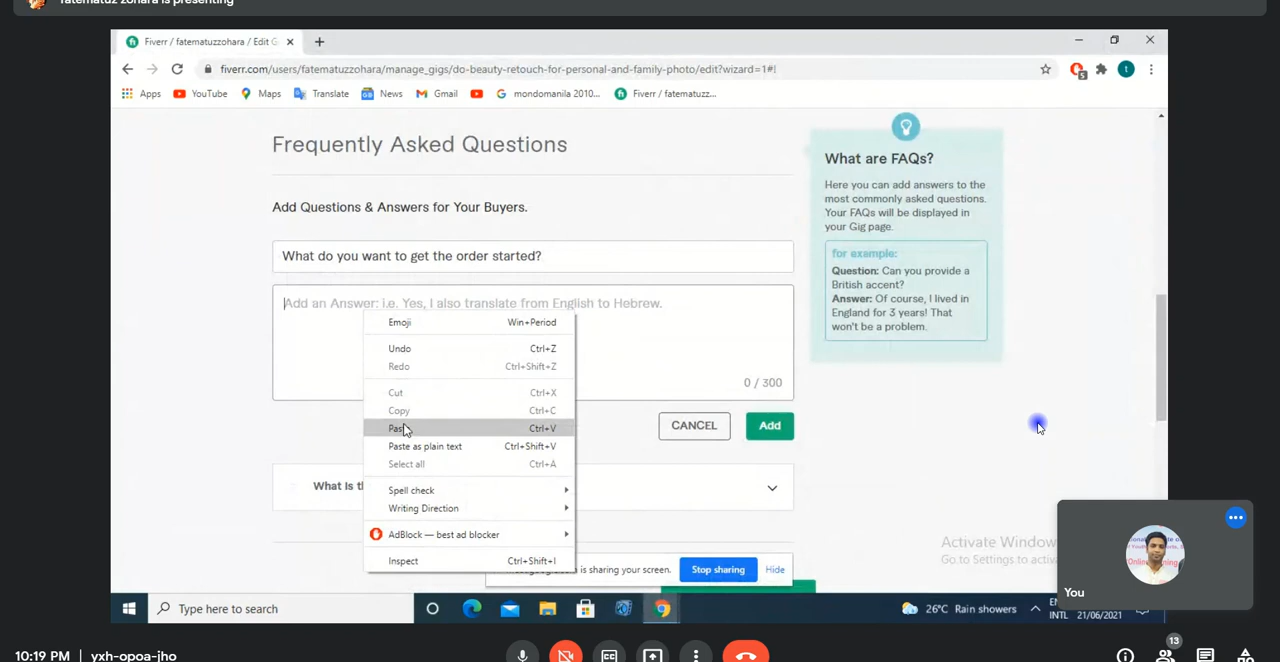 fatematuz zohara is presenting
Fiverr / fatematuzzohara / Edit G
fiverr.com/users/fatematuzzohara/manage_gigs/do-beauty-retouch-for-personal-and-family-photo/edit?wizard=1#!
5
t
Apps
YouTube
Maps
Translate
News
Gmail
mondomanila 2010...
Fiverr / fatematuzz...
Frequently Asked Questions
Add Questions & Answers for Your Buyers.
What do you want to get the order started?
Add an Answer: i.e. Yes, I also translate from English to Hebrew.
Emoji Win+Period
Undo Ctrl+Z
Redo Ctrl+Shift+Z
Cut Ctrl+X
Copy Ctrl+C
Paste Ctrl+V
Paste as plain text Ctrl+Shift+V
Select all Ctrl+A
Spell check
Writing Direction
AdBlock — best ad blocker
Inspect Ctrl+Shift+I
0 / 300
CANCEL
Add
What is
What are FAQs?
Here you can add answers to the
most commonly asked questions.
Your FAQs will be displayed in
your Gig page.
for example:
Question: Can you provide a
British accent?
Answer: Of course, I lived in
England for 3 years! That
won't be a problem.
Activate Window
Go to Settings to activ
is sharing your screen.
Stop sharing
Hide
You
Type here to search
26°C Rain showers
INTL
21/06/2021
10:19 PM | yxh-opoa-jho
13